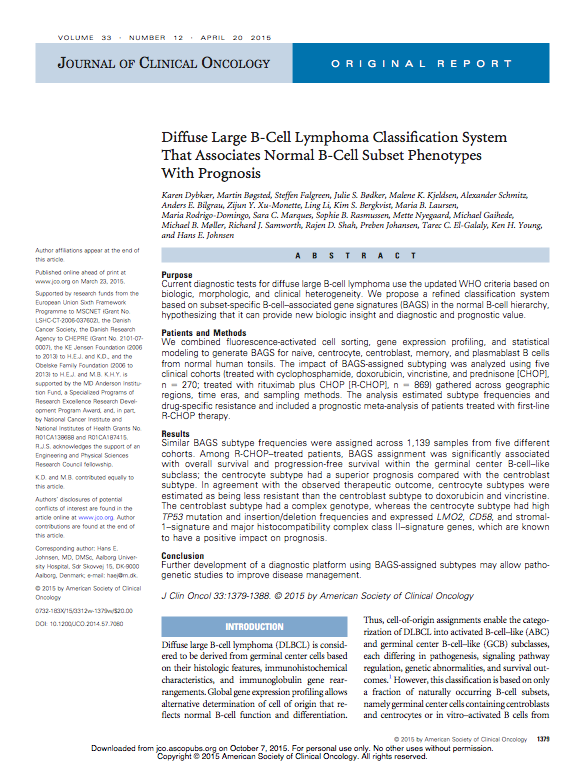 VOLUME 33 · NUMBER 12 · APRIL 20 2015
JOURNAL OF CLINICAL ONCOLOGY
ORIGINAL REPORT
Diffuse Large B-Cell Lymphoma Classification System
That Associates Normal B-Cell Subset Phenotypes
With Prognosis
Karen Dybkær, Martin Bøgsted, Steffen Falgreen, Julie S. Bødker, Malene K. Kjeldsen, Alexander Schmitz,
Anders E. Bilgrau, Zijun Y. Xu-Monette, Ling Li, Kim S. Bergkvist, Maria B. Laursen,
Maria Rodrigo-Domingo, Sara C. Marques, Sophie B. Rasmussen, Mette Nyegaard, Michael Gaihede,
Michael B. Møller, Richard J. Samworth, Rajen D. Shah, Preben Johansen, Tarec C. El-Galaly, Ken H. Young,
and Hans E. Johnsen
Author affiliations appear at the end of
this article.
Published online ahead of print at
www.jco.org on March 23, 2015.
Supported by research funds from the
European Union Sixth Framework
Programme to MSCNET (Grant No.
LSHC-CT-2006-037602), the Danish
Cancer Society, the Danish Research
Agency to CHEPRE (Grant No. 2101-07-
0007), the KE Jensen Foundation (2006
to 2013) to H.E.J. and K.D., and the
Obelske Family Foundation (2006 to
2013) to H.E.J. and M.B. K.H.Y. is
supported by the MD Anderson Institu-
tion Fund, a Specialized Programs of
Research Excellence Research Devel-
opment Program Award, and, in part,
by National Cancer Institute and
National Institutes of Health Grants No.
R01CA138688 and R01CA187415.
R.J.S. acknowledges the support of an
Engineering and Physical Sciences
Research Council fellowship.
K.D. and M.B. contributed equally to
this article.
Authors' disclosures of potential
conflicts of interest are found in the
article online at www.jco.org. Author
contributions are found at the end of
this article.
Corresponding author: Hans E.
Johnsen, MD, DMSc, Aalborg Univer-
sity Hospital, Sdr Skovvej 15, DK-9000
Aalborg, Denmark; e-mail: haej@rn.dk.
© 2015 by American Society of Clinical
Oncology
0732-183X/15/3312w-1379w/$20.00
DOI: 10.1200/JCO.2014.57.7080
ABSTRACT
Purpose
Current diagnostic tests for diffuse large B-cell lymphoma use the updated WHO criteria based on
biologic, morphologic, and clinical heterogeneity. We propose a refined classification system
based on subset-specific B-cell–associated gene signatures (BAGS) in the normal B-cell hierarchy,
hypothesizing that it can provide new biologic insight and diagnostic and prognostic value.
Patients and Methods
We combined fluorescence-activated cell sorting, gene expression profiling, and statistical
modeling to generate BAGS for naive, centrocyte, centroblast, memory, and plasmablast B cells
from normal human tonsils. The impact of BAGS-assigned subtyping was analyzed using five
clinical cohorts (treated with cyclophosphamide, doxorubicin, vincristine, and prednisone [CHOP],
n = 270; treated with rituximab plus CHOP [R-CHOP], n = 869) gathered across geographic
regions, time eras, and sampling methods. The analysis estimated subtype frequencies and
drug-specific resistance and included a prognostic meta-analysis of patients treated with first-line
R-CHOP therapy.
Results
Similar BAGS subtype frequencies were assigned across 1,139 samples from five different
cohorts. Among R-CHOP–treated patients, BAGS assignment was significantly associated
with overall survival and progression-free survival within the germinal center B-cell–like
subclass; the centrocyte subtype had a superior prognosis compared with the centroblast
subtype. In agreement with the observed therapeutic outcome, centrocyte subtypes were
estimated as being less resistant than the centroblast subtype to doxorubicin and vincristine.
The centroblast subtype had a complex genotype, whereas the centrocyte subtype had high
TP53 mutation and insertion/deletion frequencies and expressed LMO2, CD58, and stromal-
1–signature and major histocompatibility complex class II–signature genes, which are known
to have a positive impact on prognosis.
Conclusion
Further development of a diagnostic platform using BAGS-assigned subtypes may allow patho-
genetic studies to improve disease management.
J Clin Oncol 33:1379-1388. © 2015 by American Society of Clinical Oncology
INTRODUCTION
Diffuse large B-cell lymphoma (DLBCL) is consid-
ered to be derived from germinal center cells based
on their histologic features, immunohistochemical
characteristics, and immunoglobulin gene rear-
rangements. Global gene expression profiling allows
alternative determination of cell of origin that re-
flects normal B-cell function and differentiation.
Thus, cell-of-origin assignments enable the catego-
rization of DLBCL into activated B-cell–like (ABC)
and germinal center B-cell–like (GCB) subclasses,
each differing in pathogenesis, signaling pathway
regulation, genetic abnormalities, and survival out-
comes.1 However, this classification is based on only
a fraction of naturally occurring B-cell subsets,
namely germinal center cells containing centroblasts
and centrocytes or in vitro–activated B cells from
© 2015 by American Society of Clinical Oncology 1379
Downloaded from jco.ascopubs.org on October 7, 2015. For personal use only. No other uses without permission.
Copyright © 2015 American Society of Clinical Oncology. All rights reserved.